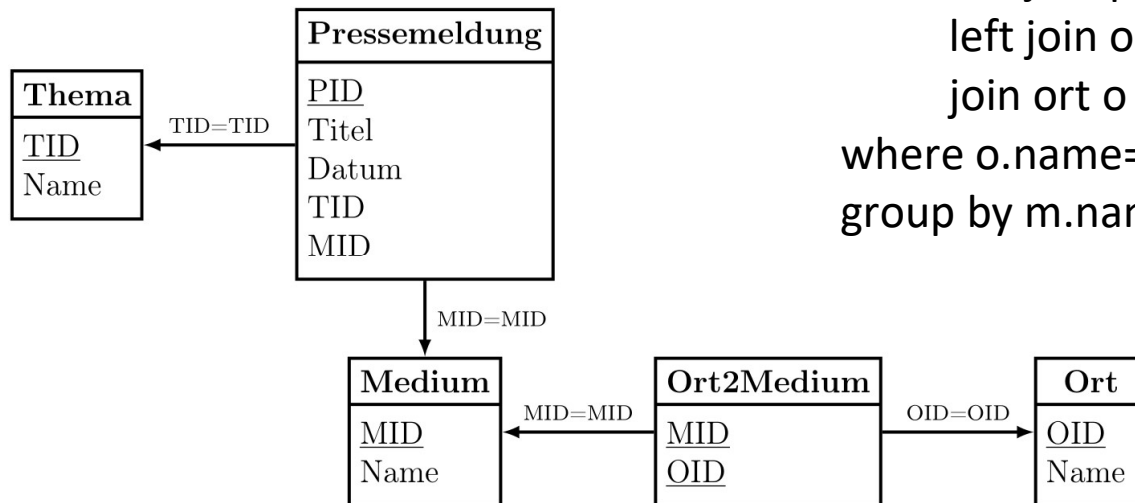 left join o
join ort o
where o.name=
group by m.nar
Pressemeldung
PID
Titel
Datum
TID
MID
Thema
TID
Name
TID=TID
MID=MID
Medium
MID
Name
MID=MID
Ort2Medium
MID
OID
OID=OID
Ort
OID
Name